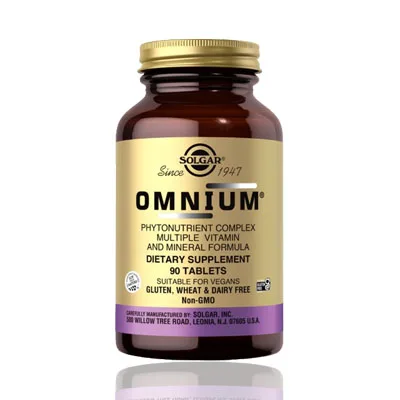 SOLGAR®
Since 1947
OMNIUM®
PHYTONUTRIENT COMPLEX
MULTIPLE VITAMIN
AND MINERAL FORMULA
DIETARY SUPPLEMENT
90 TABLETS
SUITABLE FOR VEGANS
GLUTEN, WHEAT & DAIRY FREE
Non-GMO
CAREFULLY MANUFACTURED BY: SOLGAR, INC.
500 WILLOW TREE ROAD, LEONIA, N.J. 07605 U.S.A.